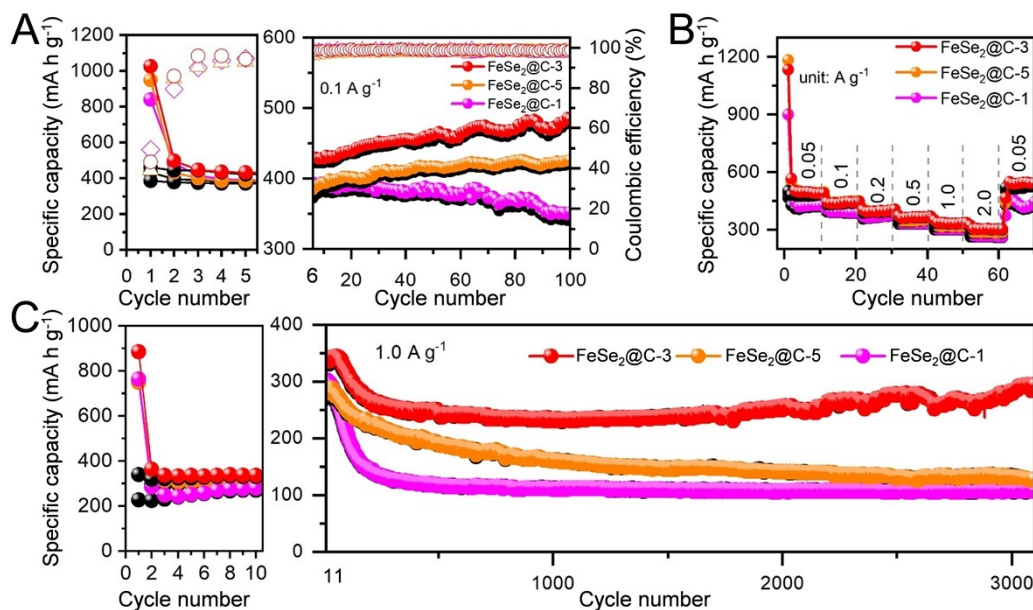 A
Specific capacity (mA h g⁻¹)
1200
1000
800
600
400
200
0
0 1 2 3 4 5
Cycle number
600
500
400
300
0.1 A g⁻¹
FeSe₂@C-3
FeSe₂@C-5
FeSe₂@C-1
6 20 40 60 80 100
Cycle number
100
80
60
40
20
0
Coulombic efficiency (%)
B
Specific capacity (mA h g⁻¹)
1200
900
600
300
unit: A g⁻¹
FeSe₂@C-3
FeSe₂@C-5
FeSe₂@C-1
0.05
0.1
0.2
0.5
1.0
2.0
0.05
0 20 40 60
Cycle number
C
Specific capacity (mA h g⁻¹)
1000
800
600
400
200
0
0 2 4 6 8 10
Cycle number
400
300
200
100
0
1.0 A g⁻¹
FeSe₂@C-3 FeSe₂@C-5 FeSe₂@C-1
11 1000 2000 3000
Cycle number